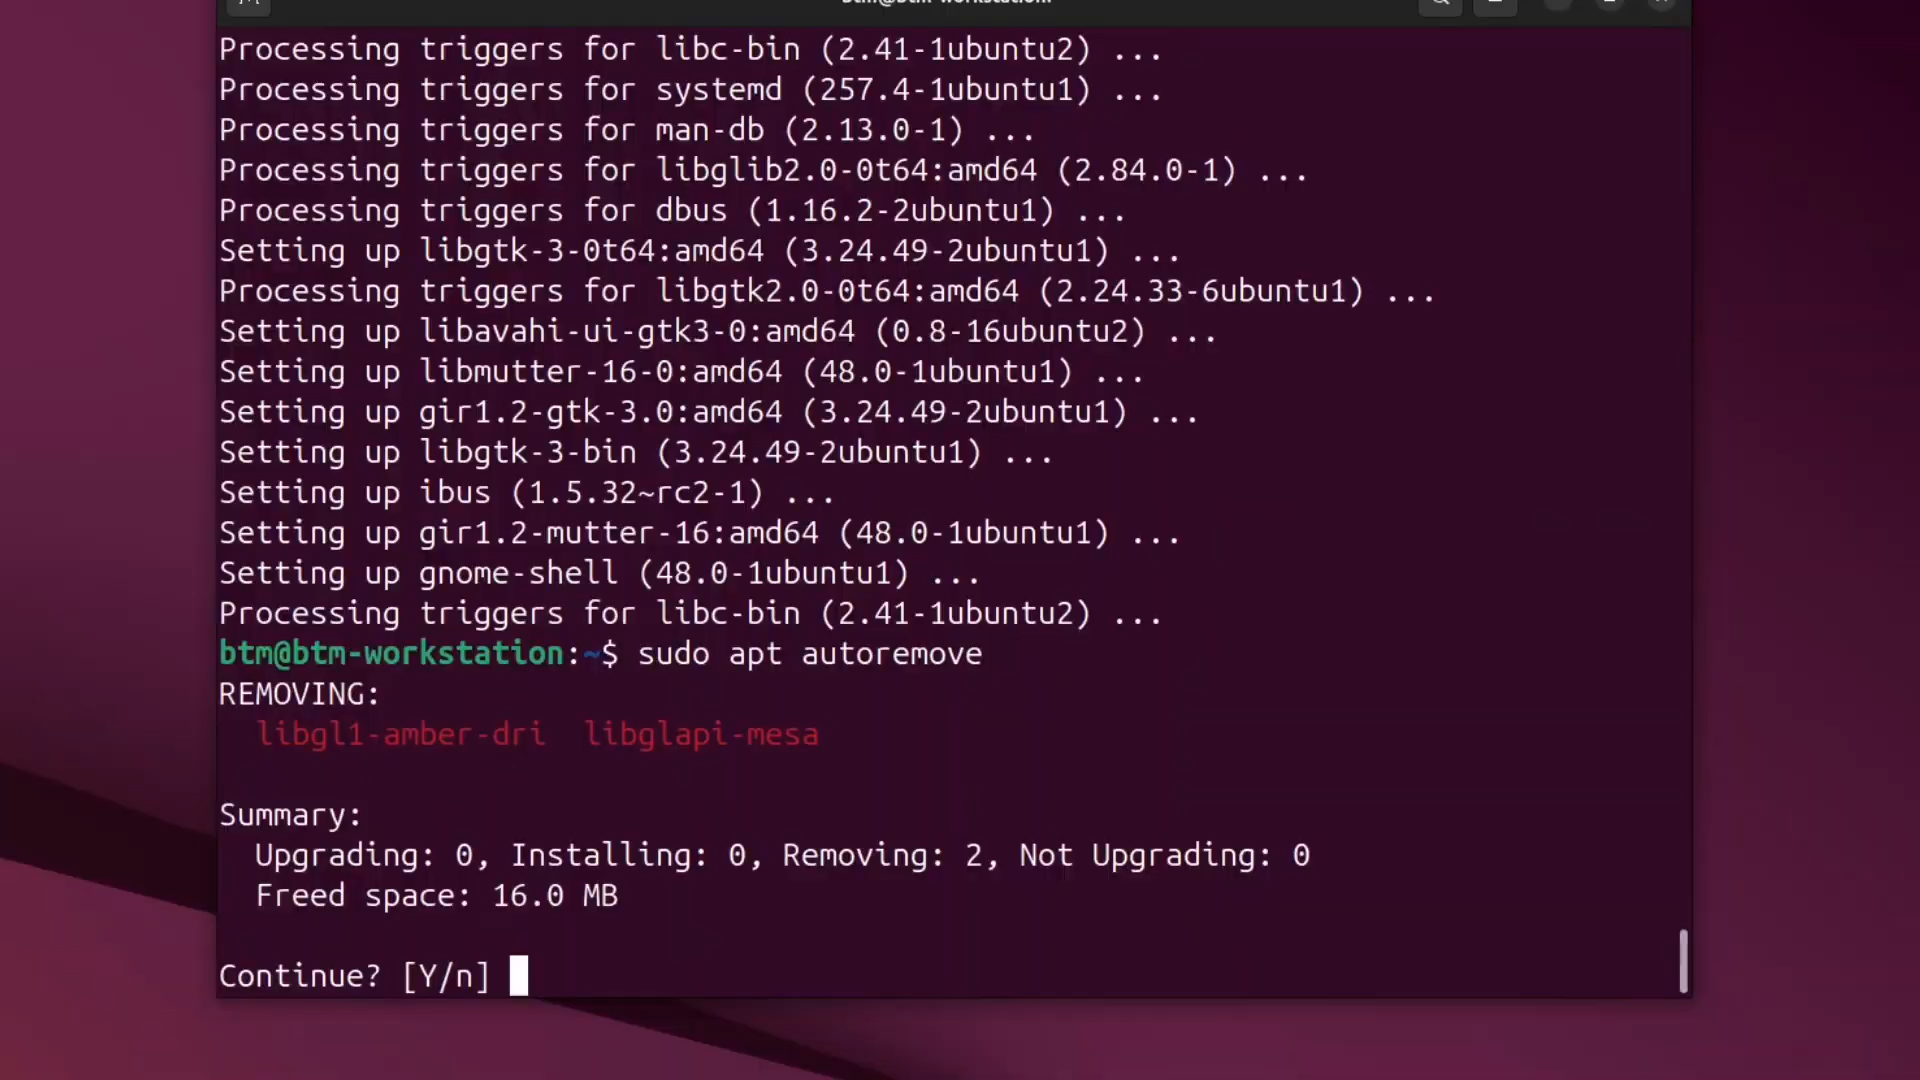 btm@btm-workstation:
Processing triggers for libc-bin (2.41-1ubuntu2) ...
Processing triggers for systemd (257.4-1ubuntu1) ...
Processing triggers for man-db (2.13.0-1) ...
Processing triggers for libglib2.0-0t64:amd64 (2.84.0-1) ...
Processing triggers for dbus (1.16.2-2ubuntu1) ...
Setting up libgtk-3-0t64:amd64 (3.24.49-2ubuntu1) ...
Processing triggers for libgtk2.0-0t64:amd64 (2.24.33-6ubuntu1) ...
Setting up libavahi-ui-gtk3-0:amd64 (0.8-16ubuntu2) ...
Setting up libmutter-16-0:amd64 (48.0-1ubuntu1) ...
Setting up gir1.2-gtk-3.0:amd64 (3.24.49-2ubuntu1) ...
Setting up libgtk-3-bin (3.24.49-2ubuntu1) ...
Setting up ibus (1.5.32~rc2-1) ...
Setting up gir1.2-mutter-16:amd64 (48.0-1ubuntu1) ...
Setting up gnome-shell (48.0-1ubuntu1) ...
Processing triggers for libc-bin (2.41-1ubuntu2) ...
btm@btm-workstation:~$ sudo apt autoremove
REMOVING:
libgl1-amber-dri libglapi-mesa
Summary:
Upgrading: 0, Installing: 0, Removing: 2, Not Upgrading: 0
Freed space: 16.0 MB
Continue? [Y/n]